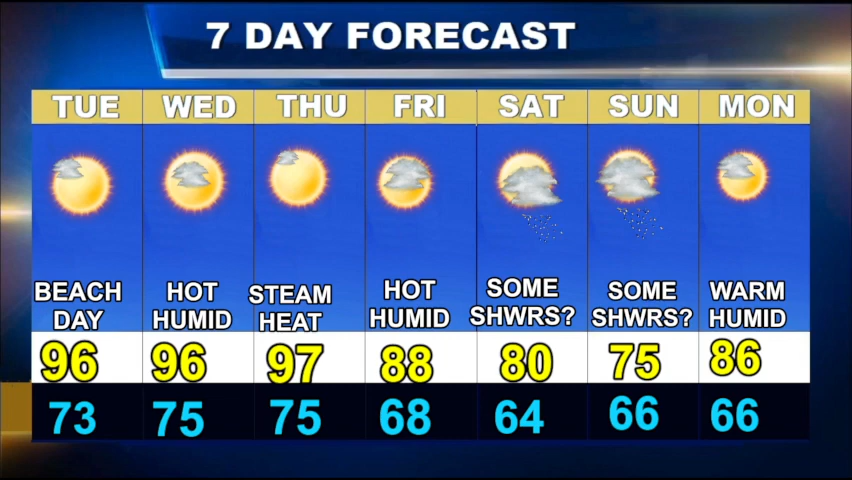 7 DAY FORECAST
TUE WED THU FRI SAT SUN MON
BEACH DAY
HOT HUMID
STEAM HEAT
HOT HUMID
SOME SHWRS?
SOME SHWRS?
WARM HUMID
96 96 97 88 80 75 86
73 75 75 68 64 66 66